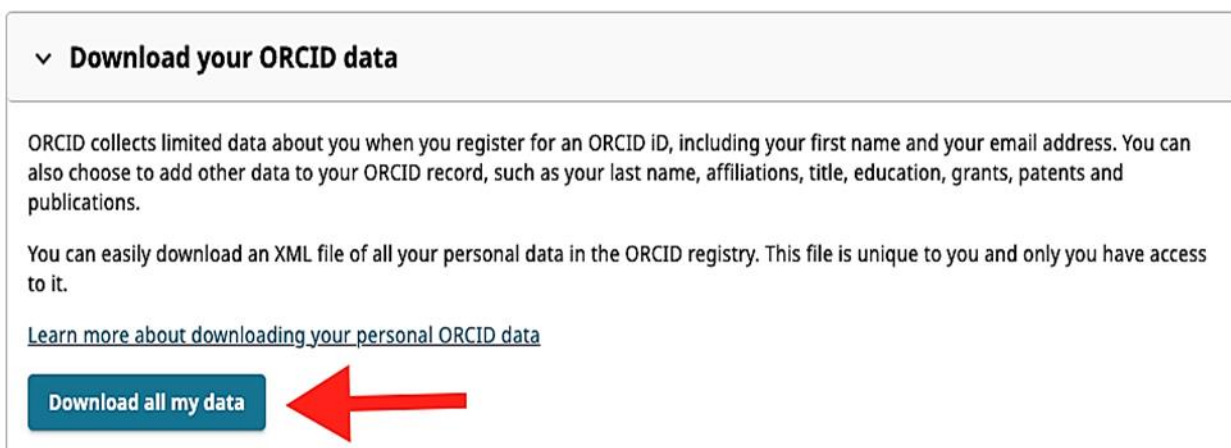 Download your ORCID data
ORCID collects limited data about you when you register for an ORCID iD, including your first name and your email address. You can
also choose to add other data to your ORCID record, such as your last name, affiliations, title, education, grants, patents and
publications.
You can easily download an XML file of all your personal data in the ORCID registry. This file is unique to you and only you have access
to it.
Learn more about downloading your personal ORCID data
Download all my data